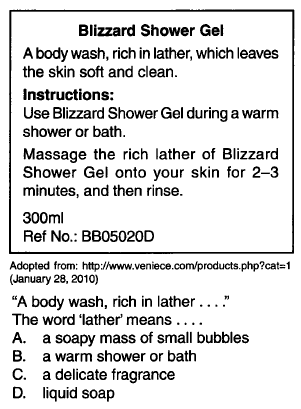 Blizzard Shower Gel
A body wash, rich in lather, which leaves
the skin soft and clean.
Instructions:
Use Blizzard Shower Gel during a warm
shower or bath.
Massage the rich lather of Blizzard
Shower Gel onto your skin for 2–3
minutes, and then rinse.
300ml
Ref No.: BB05020D
Adopted from: http://www.veniece.com/products.php?cat=1
(January 28, 2010)
“A body wash, rich in lather . . . .”
The word ‘lather’ means . . . .
A. a soapy mass of small bubbles
B. a warm shower or bath
C. a delicate fragrance
D. liquid soap